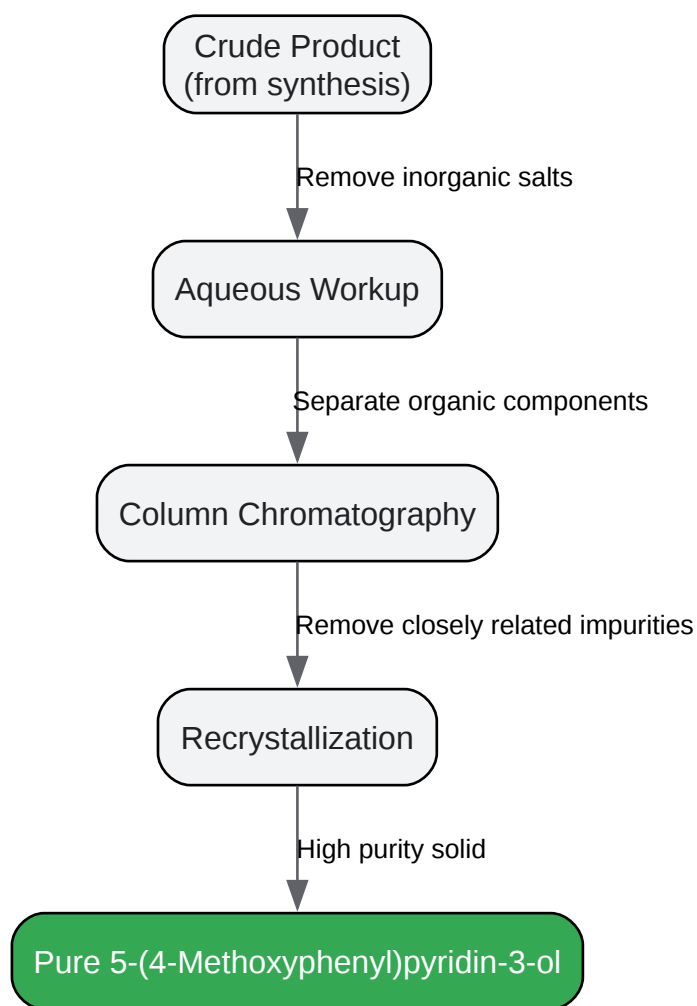 Crude Product
(from synthesis)
Remove inorganic salts
Aqueous Workup
Separate organic components
Column Chromatography
Remove closely related impurities
Recrystallization
High purity solid
Pure 5-(4-Methoxyphenyl)pyridin-3-ol